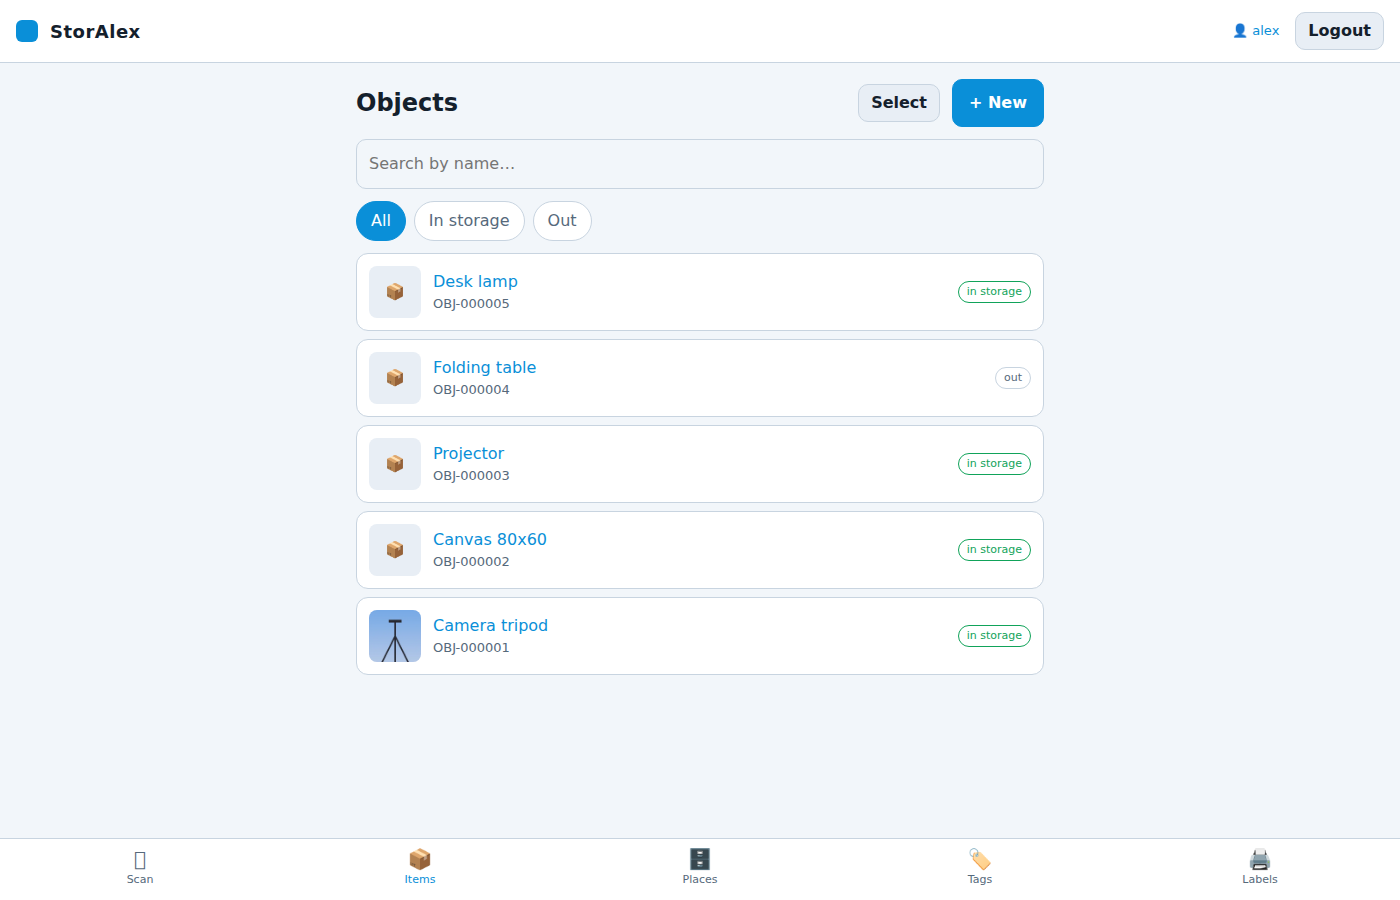 StorAlex
alex
Logout
Objects
Select
+ New
Search by name...
All
In storage
Out
Desk lamp
OBJ-000005
in storage
Folding table
OBJ-000004
out
Projector
OBJ-000003
in storage
Canvas 80x60
OBJ-000002
in storage
Camera tripod
OBJ-000001
in storage
Scan
Items
Places
Tags
Labels